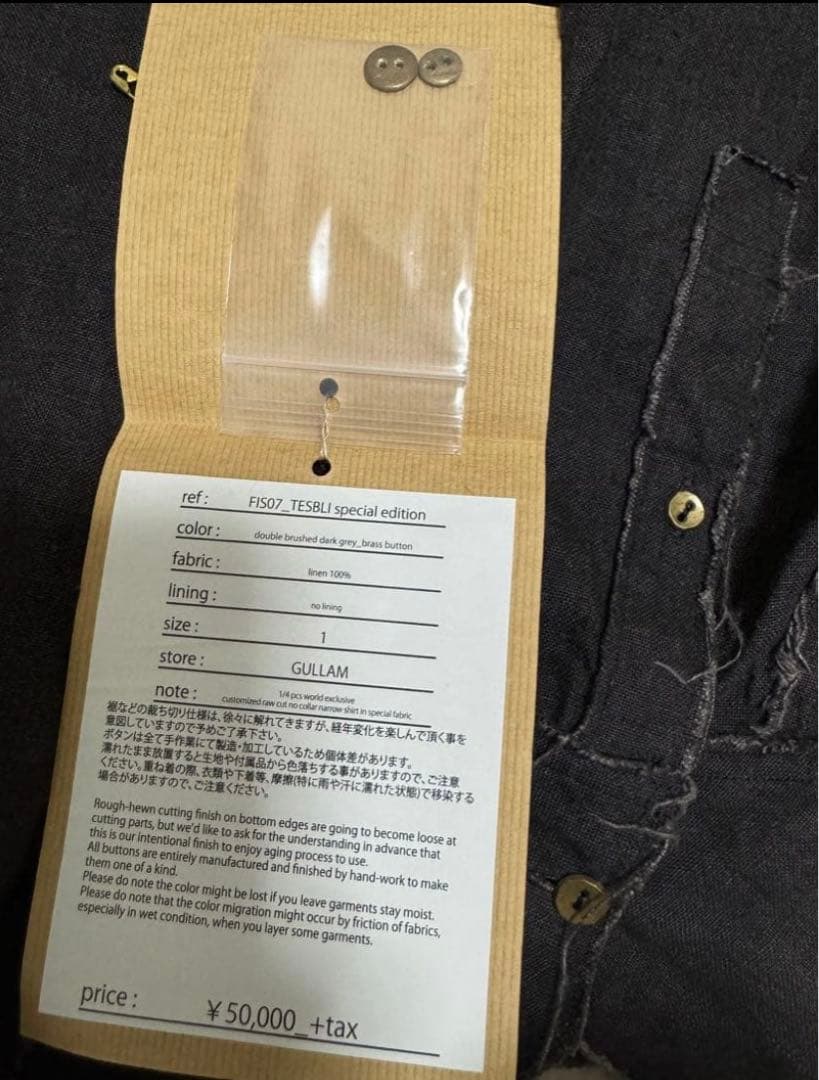 ref : FIS07_TESBLI special edition
color : double brushed dark grey_brass button
fabric : linen 100%
lining : no lining
size : 1
store : GULLAM
note : 1/4 pcs world exclusive
customized raw cut no collar narrow shirt in special fabric
裾などの裁ち切り仕様は、徐々に解れてきますが、経年変化を楽しんで頂く事を
意図していますので予めご了承下さい。
ボタンは全て手作業にて製造・加工しているため個体差があります。
濡れたまま放置すると生地や付属品から色落ちする事がありますので、ご注意
ください。重ね着の際、衣類や下着等、摩擦(特に雨や汗に濡れた状態)で移染する
場合がありますので、ご注意ください。
Rough-hewn cutting finish on bottom edges are going to become loose at
cutting parts, but we'd like to ask for the understanding in advance that
this is our intentional finish to enjoy aging process to use.
All buttons are entirely manufactured and finished by hand-work to make
them one of a kind.
Please do note the color might be lost if you leave garments stay moist.
Please do note that the color migration might occur by friction of fabrics,
especially in wet condition, when you layer some garments.
price : ¥50,000_+tax